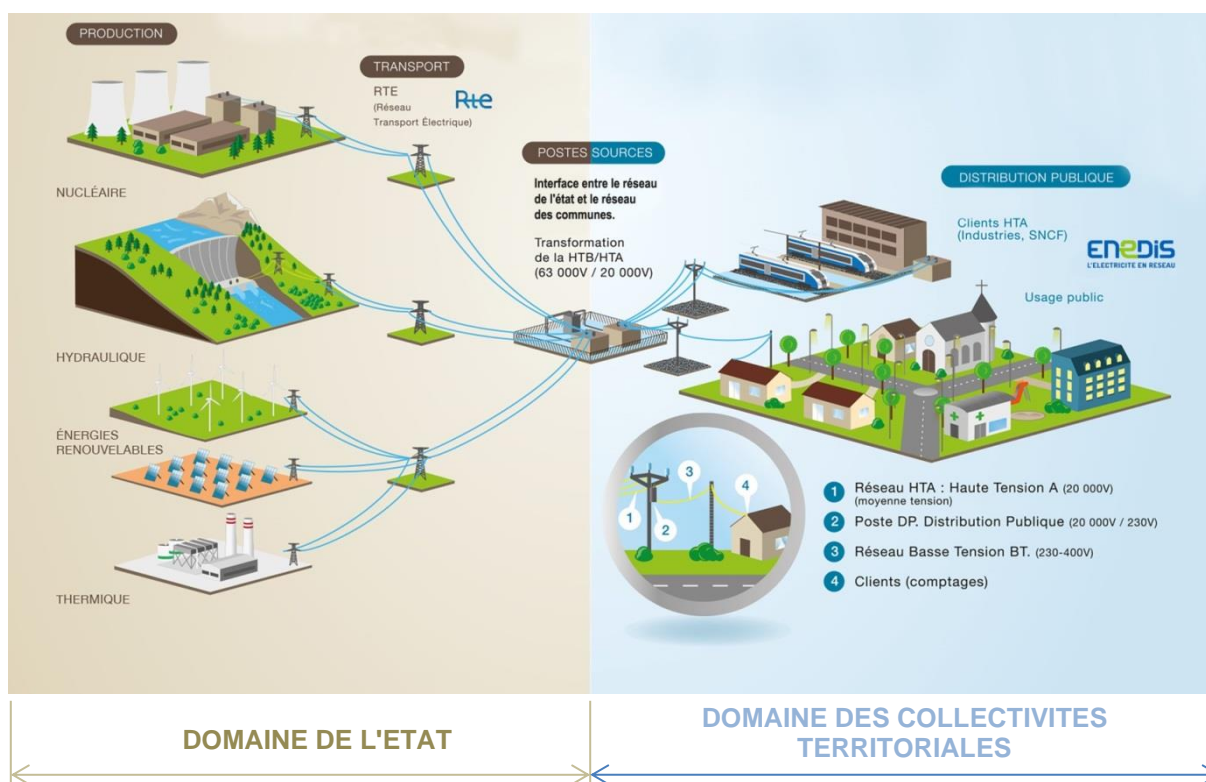 PRODUCTION
TRANSPORT
RTE
(Réseau
Transport Électrique)
Rte
POSTES SOURCES
Interface entre le réseau
de l'état et le réseau
des communes.
Transformation
de la HTB/HTA
(63 000V / 20 000V)
DISTRIBUTION PUBLIQUE
Clients HTA
(Industries, SNCF)
ENEDIS
L'ELECTRICITE EN RESEAU
Usage public
NUCLÉAIRE
HYDRAULIQUE
ÉNERGIES
RENOUVELABLES
THERMIQUE
1
2
3
4
1 Réseau HTA : Haute Tension A (20 000V)
(moyenne tension)
2 Poste DP. Distribution Publique (20 000V / 230V)
3 Réseau Basse Tension BT. (230-400V)
4 Clients (comptages)
DOMAINE DE L'ETAT
DOMAINE DES COLLECTIVITES
TERRITORIALES